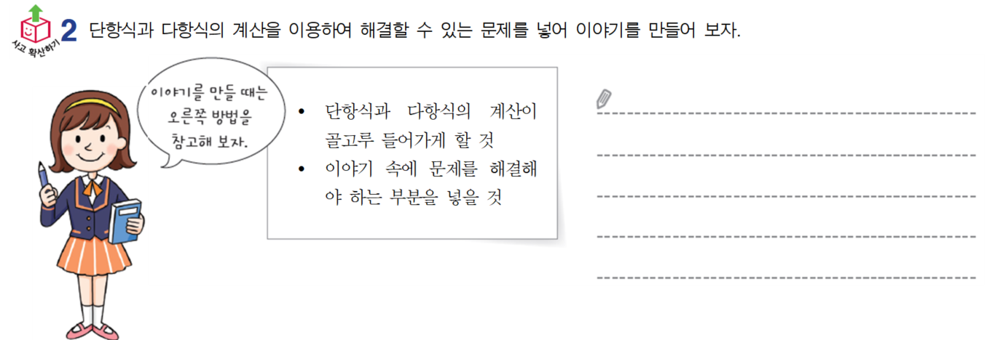 사고 확산하기
2 단항식과 다항식의 계산을 이용하여 해결할 수 있는 문제를 넣어 이야기를 만들어 보자.
이야기를 만들 때는
오른쪽 방법을
참고해 보자.
• 단항식과 다항식의 계산이
골고루 들어가게 할 것
• 이야기 속에 문제를 해결해
야 하는 부분을 넣을 것